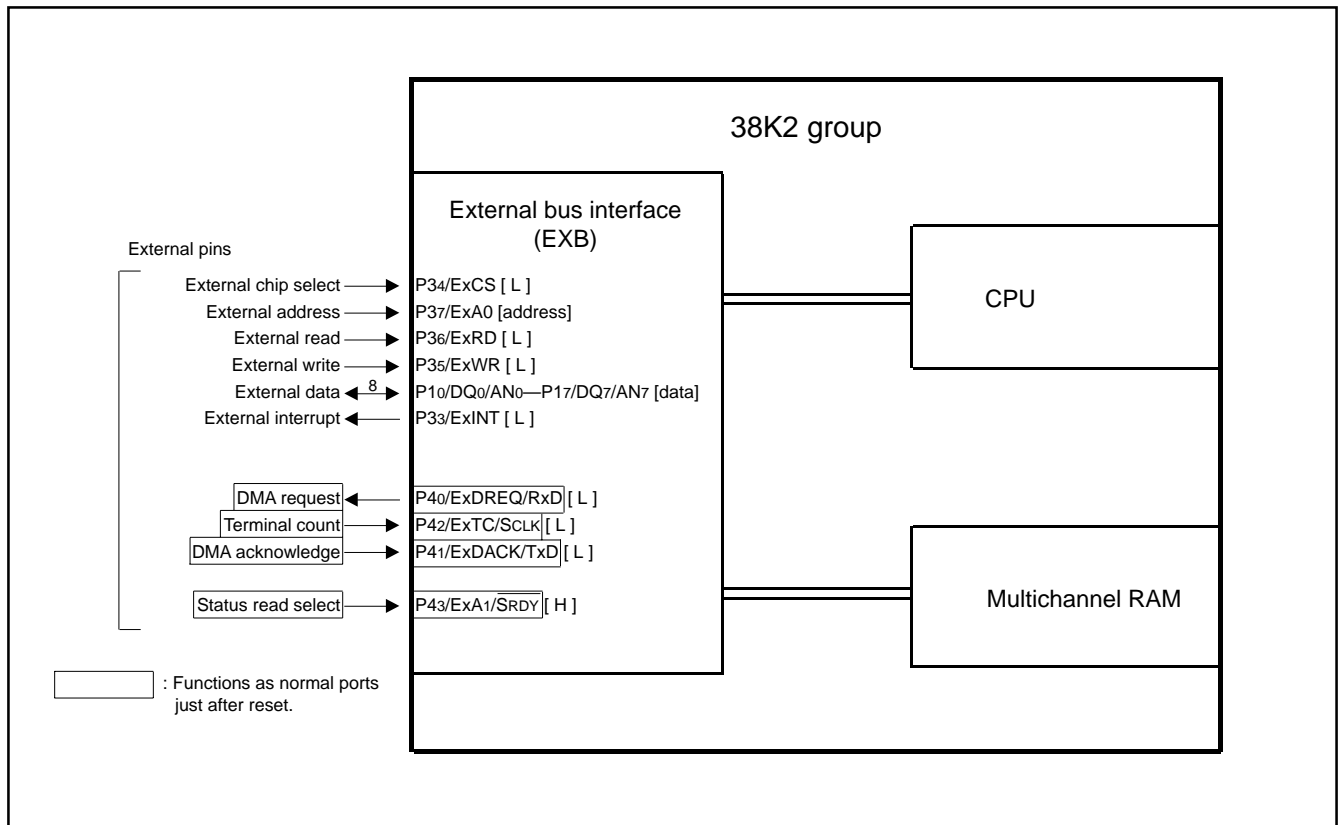 38K2 group
External bus interface
(EXB)
External pins
External chip select P34/ExCS [ L ]
External address P37/ExA0 [address]
External read P36/ExRD [ L ]
External write P35/ExWR [ L ]
External data 8 P10/DQ0/AN0—P17/DQ7/AN7 [data]
External interrupt P33/ExINT [ L ]
DMA request P40/ExDREQ/RxD [ L ]
Terminal count P42/ExTC/SCLK [ L ]
DMA acknowledge P41/ExDACK/TxD [ L ]
Status read select P43/ExA1/SRDY [ H ]
CPU
Multichannel RAM
: Functions as normal ports
just after reset.